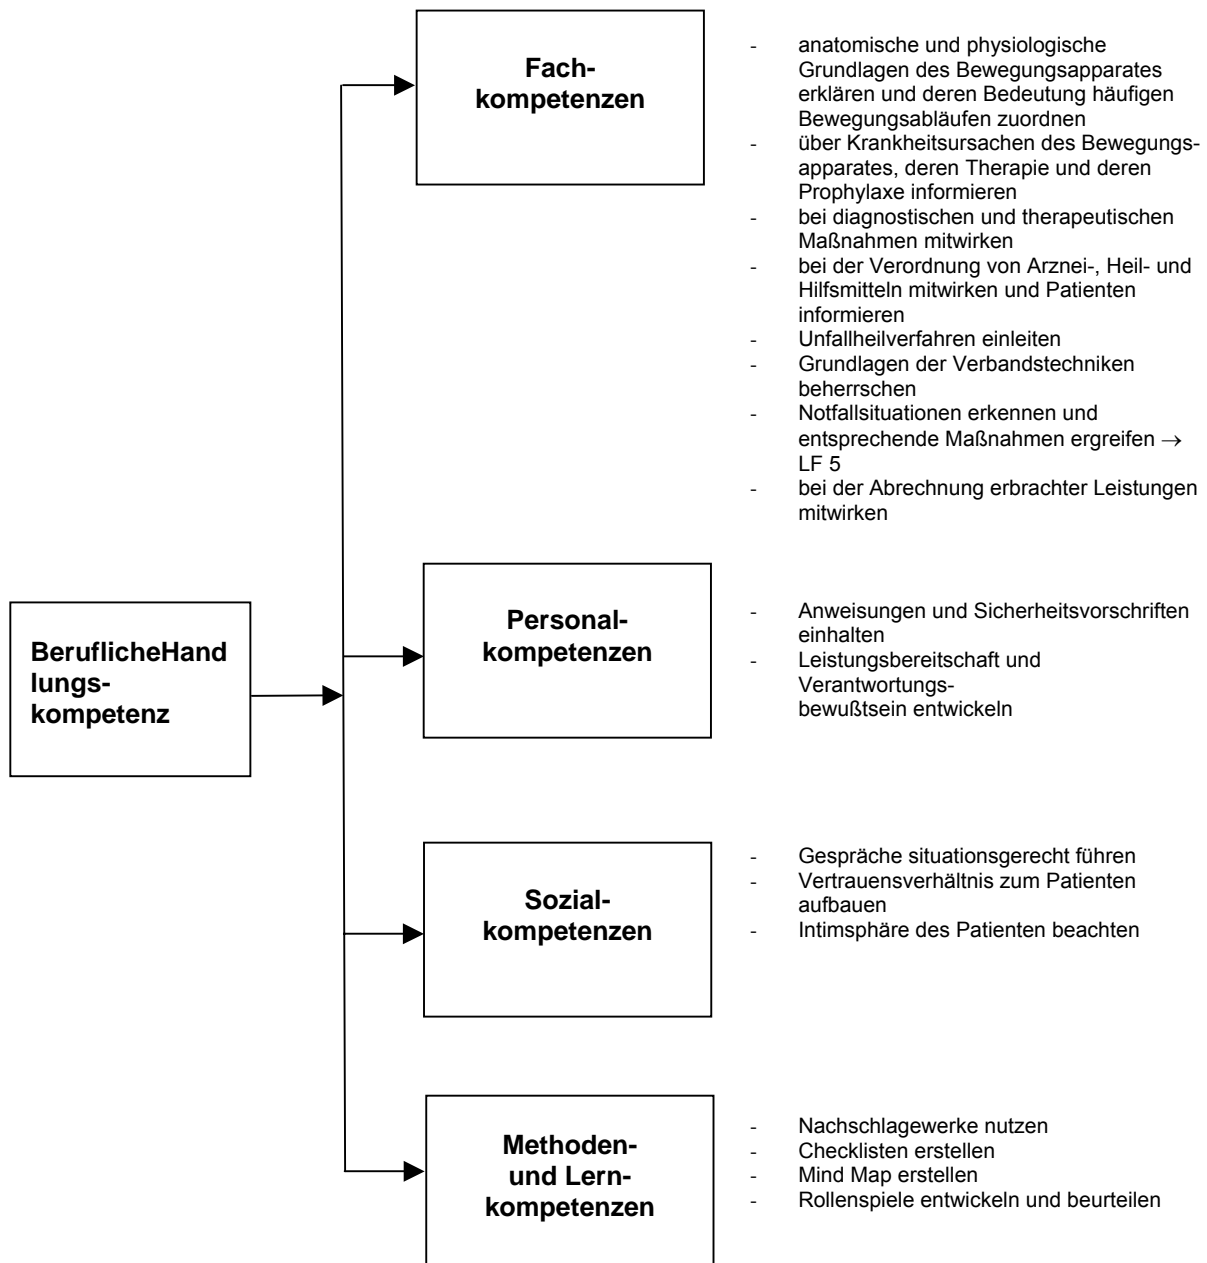 Fach-
kompetenzen
- anatomische und physiologische
Grundlagen des Bewegungsapparates
erklären und deren Bedeutung häufigen
Bewegungsabläufen zuordnen
- über Krankheitsursachen des Bewegungs-
apparates, deren Therapie und deren
Prophylaxe informieren
- bei diagnostischen und therapeutischen
Maßnahmen mitwirken
- bei der Verordnung von Arznei-, Heil- und
Hilfsmitteln mitwirken und Patienten
informieren
- Unfallheilverfahren einleiten
- Grundlagen der Verbandstechniken
beherrschen
- Notfallsituationen erkennen und
entsprechende Maßnahmen ergreifen →
LF 5
- bei der Abrechnung erbrachter Leistungen
mitwirken
BeruflicheHand
lungs-
kompetenz
Personal-
kompetenzen
- Anweisungen und Sicherheitsvorschriften
einhalten
- Leistungsbereitschaft und
Verantwortungs-
bewußtsein entwickeln
Sozial-
kompetenzen
- Gespräche situationsgerecht führen
- Vertrauensverhältnis zum Patienten
aufbauen
- Intimsphäre des Patienten beachten
Methoden-
und Lern-
kompetenzen
- Nachschlagewerke nutzen
- Checklisten erstellen
- Mind Map erstellen
- Rollenspiele entwickeln und beurteilen